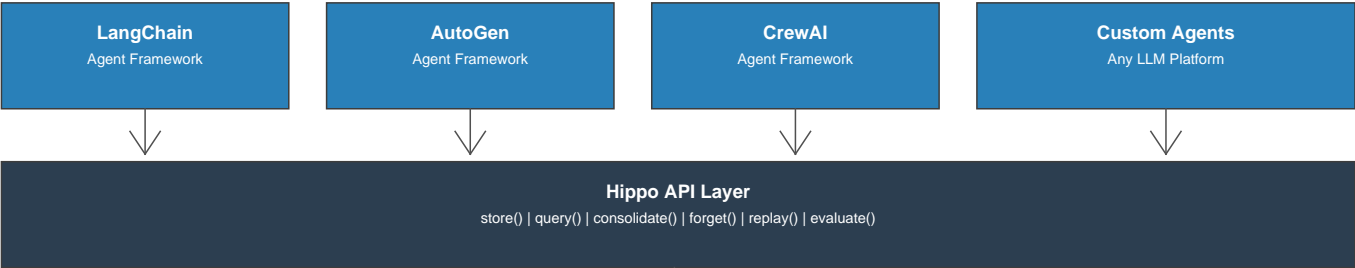 LangChain
Agent Framework
AutoGen
Agent Framework
CrewAI
Agent Framework
Custom Agents
Any LLM Platform
Hippo API Layer
store() | query() | consolidate() | forget() | replay() | evaluate()